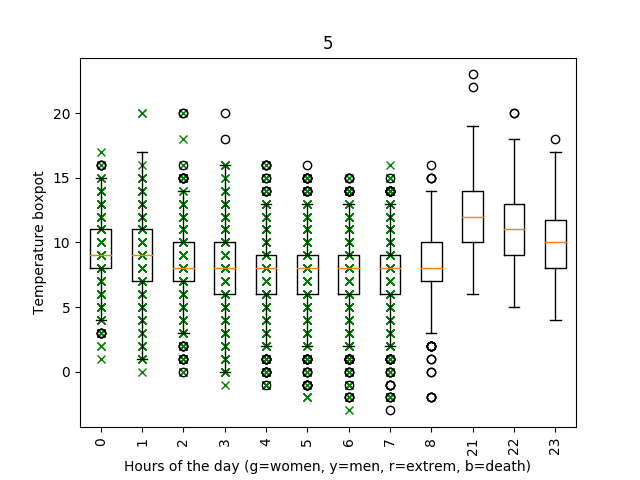 5
Temperature boxpot
20
15
10
5
0
0 1 2 3 4 5 6 7 8 21 22 23
Hours of the day (g=women, y=men, r=extrem, b=death)